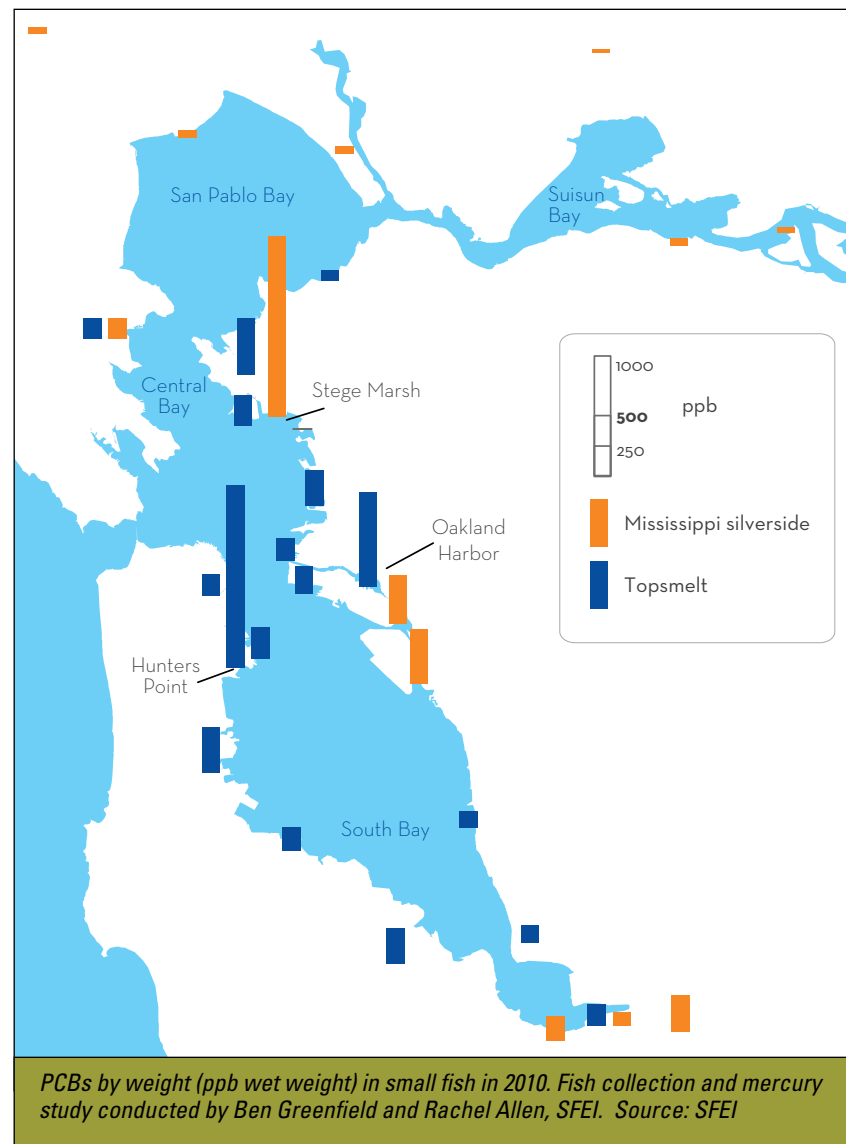 San Pablo Bay
Suisun
Bay
Central
Bay
Stege Marsh
1000
500
ppb
250
Mississippi silverside
Topsmelt
Oakland
Harbor
Hunters
Point
South Bay
PCBs by weight (ppb wet weight) in small fish in 2010. Fish collection and mercury
study conducted by Ben Greenfield and Rachel Allen, SFEI.  Source: SFEI